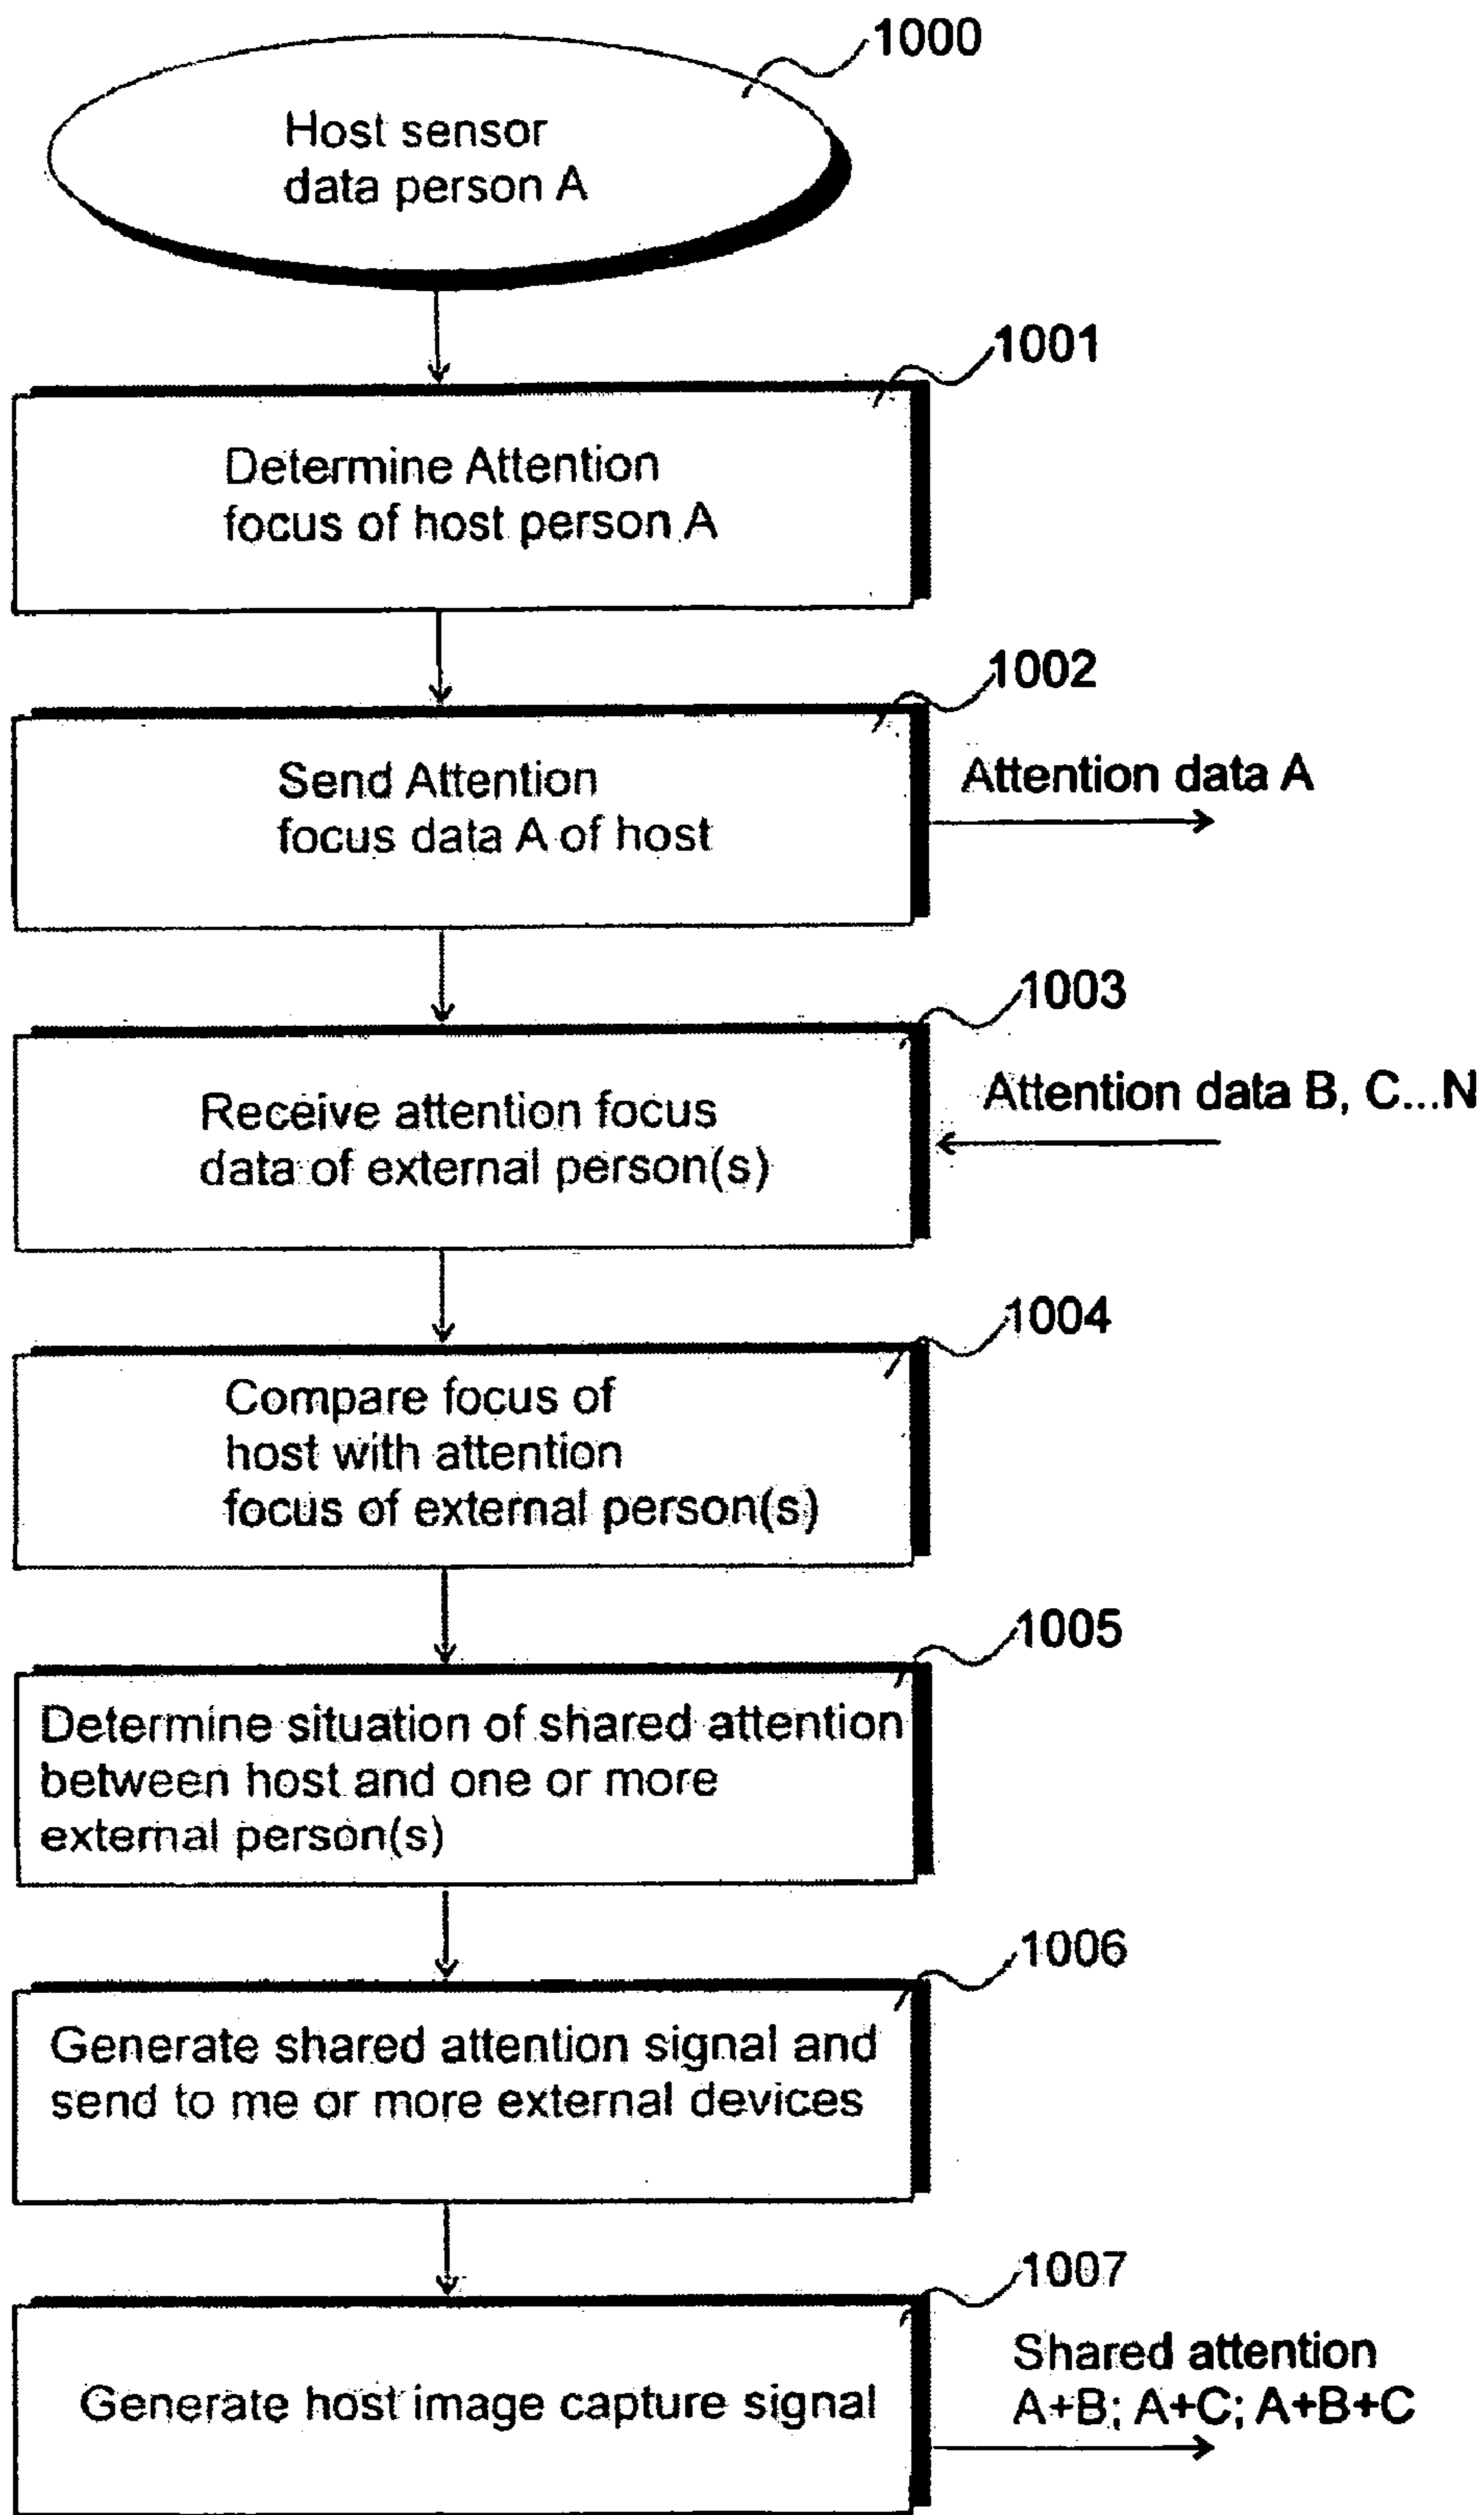 1000
Host sensor
data person A
1001
Determine Attention
focus of host person A
1002
Send Attention
focus data A of host
Attention data A
1003
Receive attention focus
data of external person(s)
Attention data B, C...N
1004
Compare focus of
host with attention
focus of external person(s)
1005
Determine situation of shared attention
between host and one or more
external person(s)
1006
Generate shared attention signal and
send to me or more external devices
1007
Generate host image capture signal
Shared attention
A+B; A+C; A+B+C